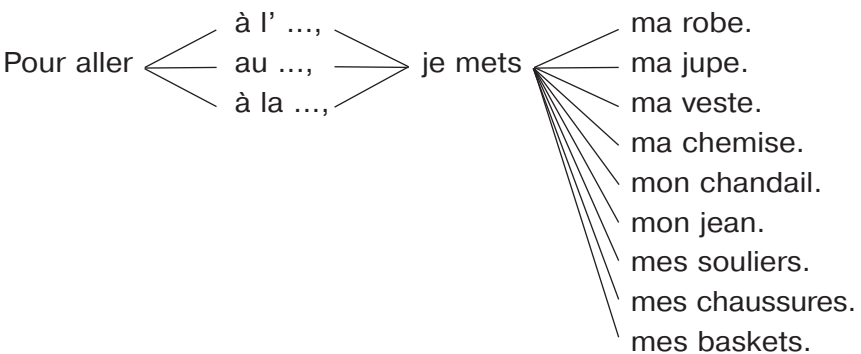 Pour aller
à l' ...,
au ...,
à la ...,
je mets
ma robe.
ma jupe.
ma veste.
ma chemise.
mon chandail.
mon jean.
mes souliers.
mes chaussures.
mes baskets.